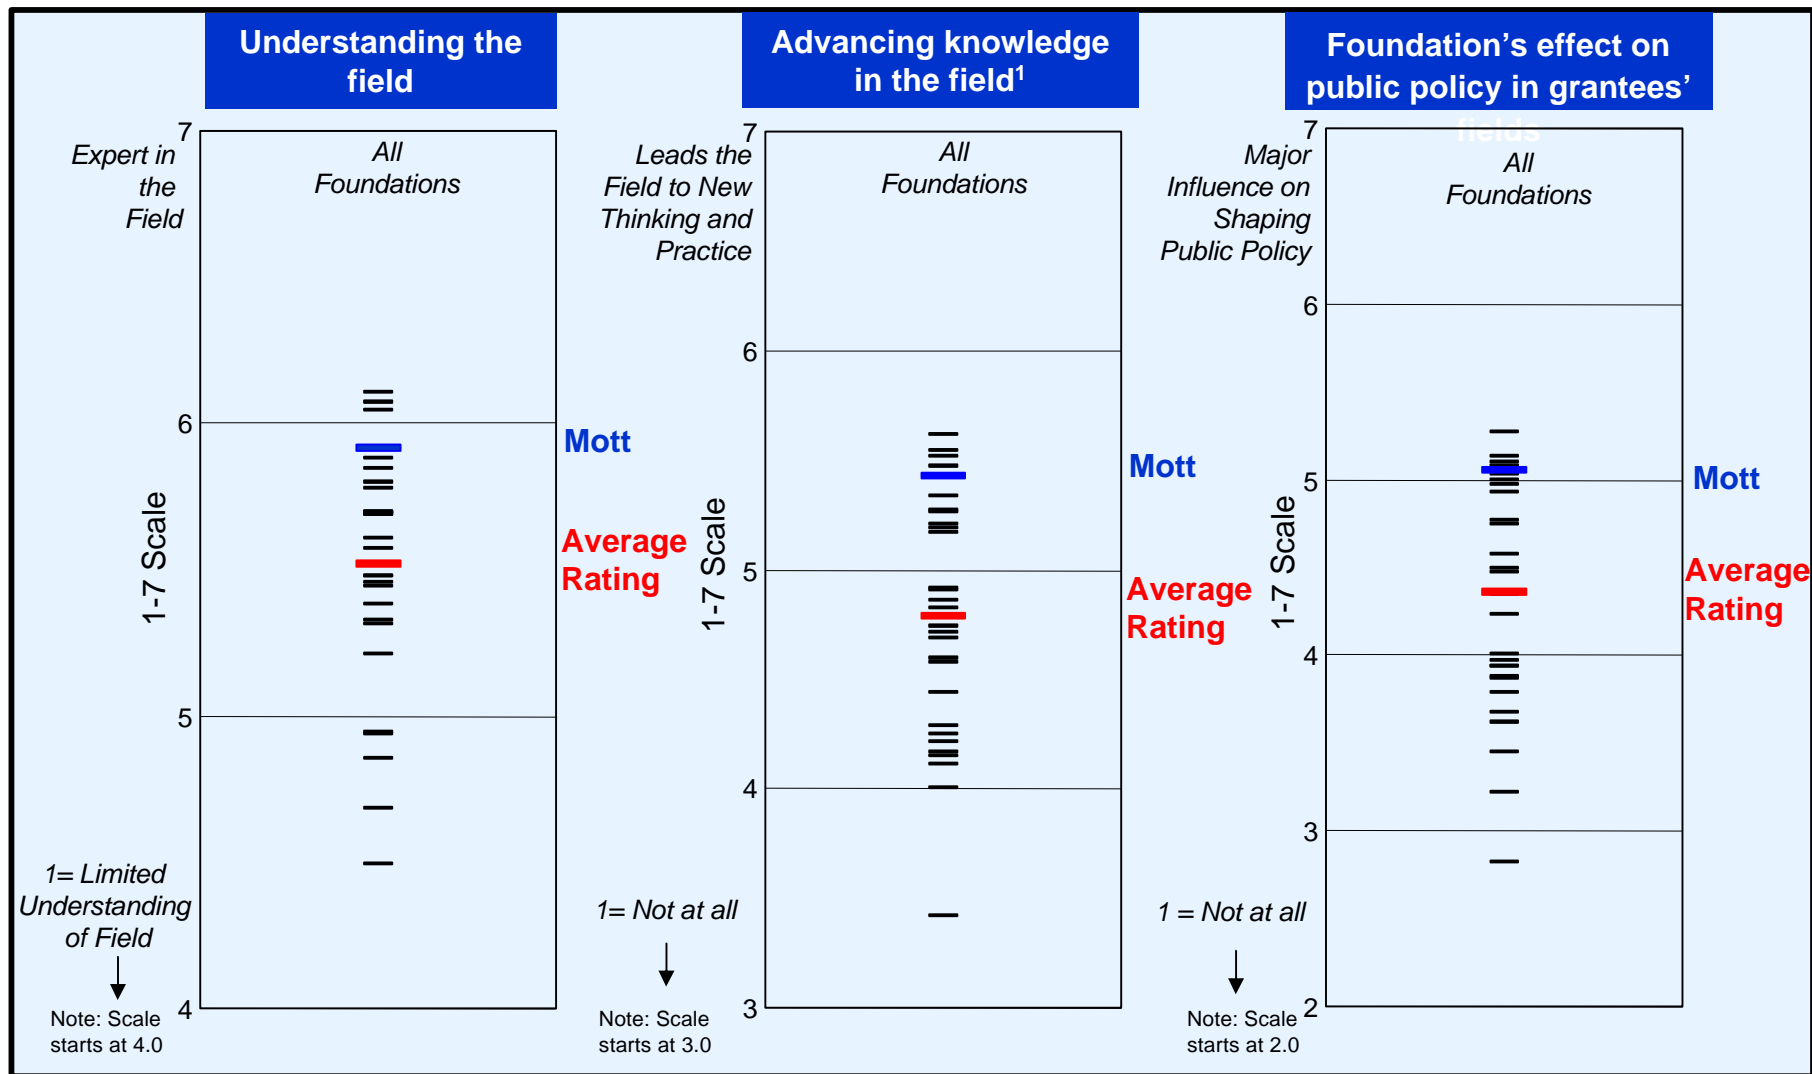 Understanding the
field
7
Expert in
the
Field
All
Foundations
6
Mott
Average
Rating
1-7 Scale
5
1= Limited
Understanding
of Field
4
Note: Scale
starts at 4.0
Advancing knowledge
in the field1
7
Leads the
Field to New
Thinking and
Practice
All
Foundations
6
Mott
5
Average
Rating
1-7 Scale
4
1= Not at all
3
Note: Scale
starts at 3.0
Foundation’s effect on
public policy in grantees’
fields
7
Major
Influence on
Shaping
Public Policy
All
Foundations
6
5
Mott
Average
Rating
1-7 Scale
4
3
1 = Not at all
2
Note: Scale
starts at 2.0